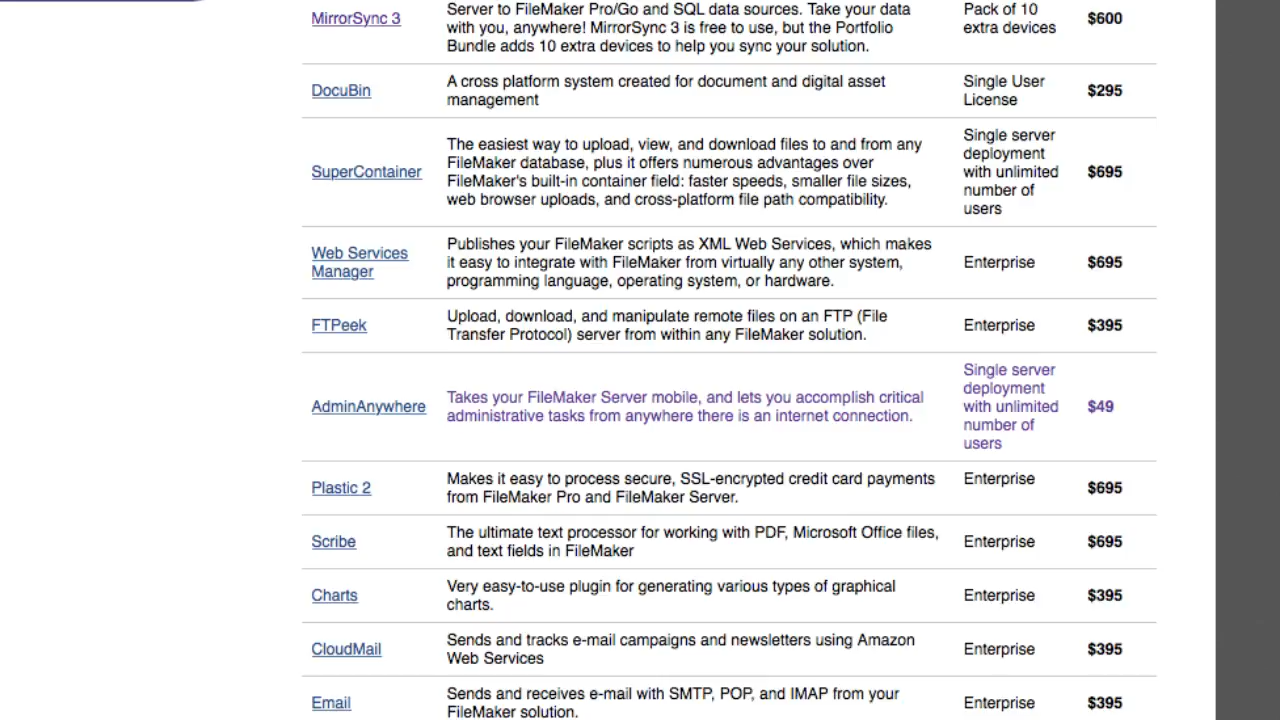 MirrorSync 3
Server to FileMaker Pro/Go and SQL data sources. Take your data
with you, anywhere! MirrorSync 3 is free to use, but the Portfolio
Bundle adds 10 extra devices to help you sync your solution.
Pack of 10
extra devices
$600
DocuBin
A cross platform system created for document and digital asset
management
Single User
License
$295
SuperContainer
The easiest way to upload, view, and download files to and from any
FileMaker database, plus it offers numerous advantages over
FileMaker's built-in container field: faster speeds, smaller file sizes,
web browser uploads, and cross-platform file path compatibility.
Single server
deployment
with unlimited
number of
users
$695
Web Services
Manager
Publishes your FileMaker scripts as XML Web Services, which makes
it easy to integrate with FileMaker from virtually any other system,
programming language, operating system, or hardware.
Enterprise
$695
FTPeek
Upload, download, and manipulate remote files on an FTP (File
Transfer Protocol) server from within any FileMaker solution.
Enterprise
$395
AdminAnywhere
Takes your FileMaker Server mobile, and lets you accomplish critical
administrative tasks from anywhere there is an internet connection.
Single server
deployment
with unlimited
number of
users
$49
Plastic 2
Makes it easy to process secure, SSL-encrypted credit card payments
from FileMaker Pro and FileMaker Server.
Enterprise
$695
Scribe
The ultimate text processor for working with PDF, Microsoft Office files,
and text fields in FileMaker
Enterprise
$695
Charts
Very easy-to-use plugin for generating various types of graphical
charts.
Enterprise
$395
CloudMail
Sends and tracks e-mail campaigns and newsletters using Amazon
Web Services
Enterprise
$395
Email
Sends and receives e-mail with SMTP, POP, and IMAP from your
FileMaker solution.
Enterprise
$395